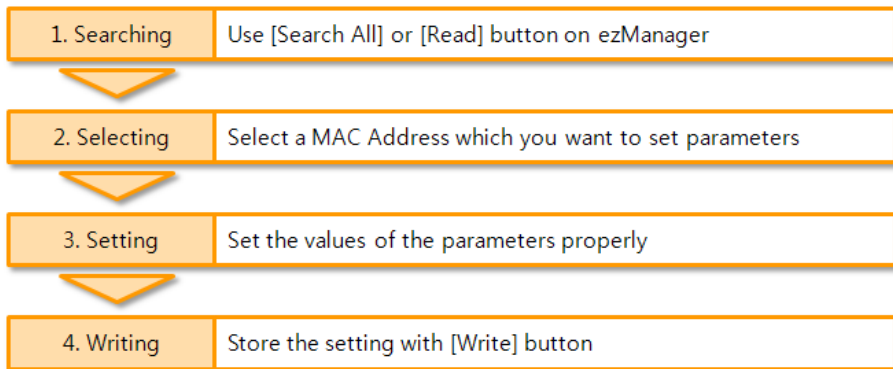 1. Searching Use [Search All] or [Read] button on ezManager
2. Selecting Select a MAC Address which you want to set parameters
3. Setting Set the values of the parameters properly
4. Writing Store the setting with [Write] button